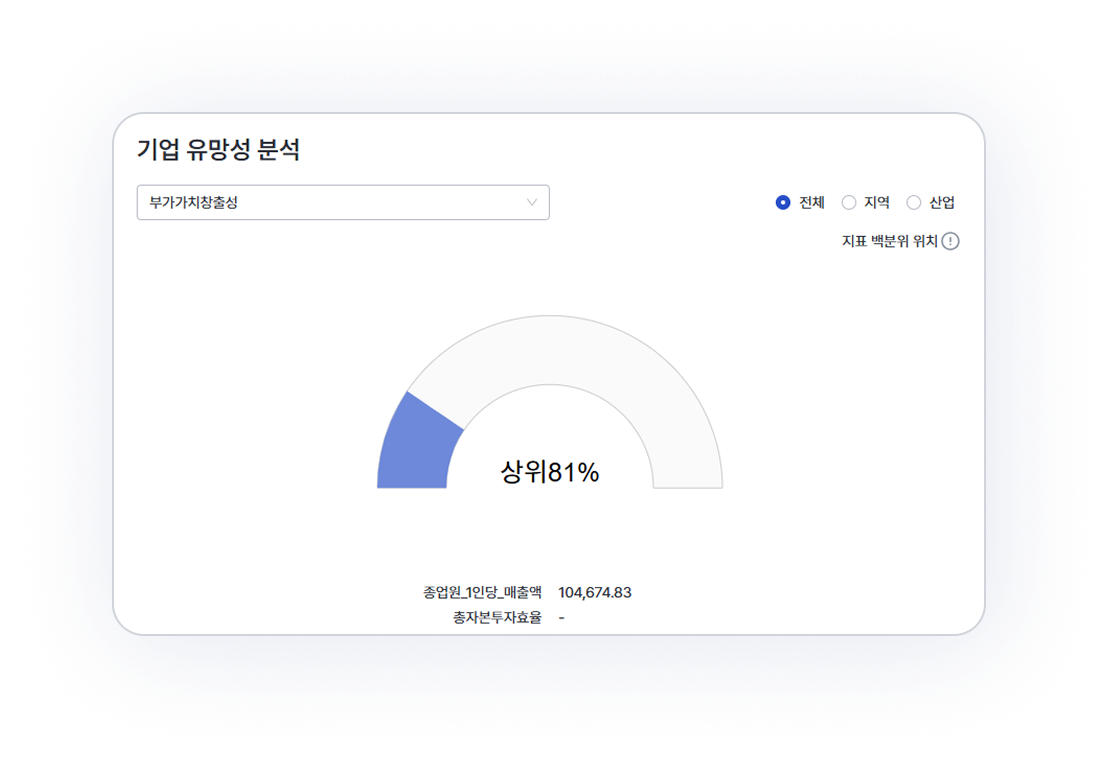 기업 유망성 분석
부가가치창출성
전체 지역 산업
지표 백분위 위치
상위81%
종업원_1인당_매출액 104,674.83
총자본투자효율 -